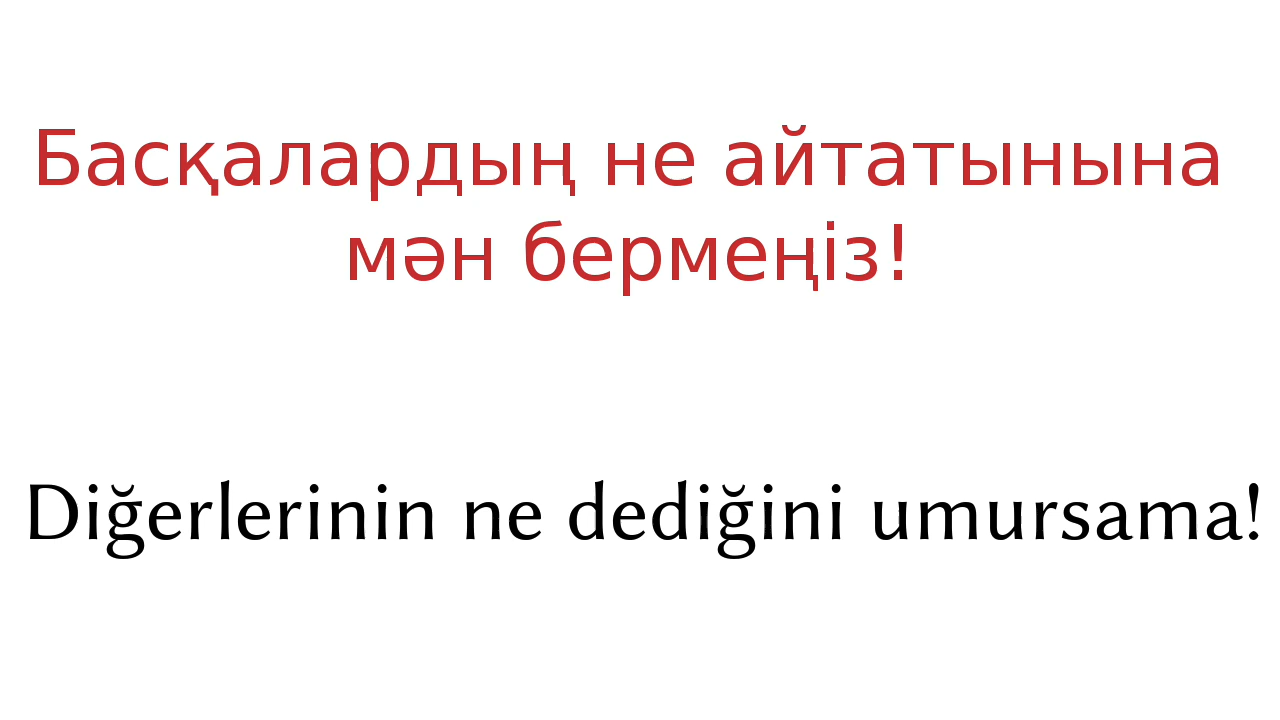 Басқалардың не айтатынына
мән бермеңіз!
Diğerlerinin ne dediğini umursama!